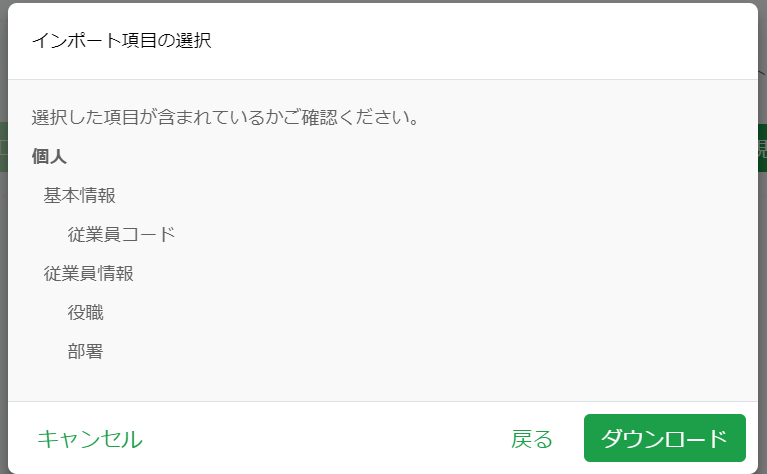 インポート項目の選択
選択した項目が含まれているかご確認ください。
個人
基本情報
従業員コード
従業員情報
役職
部署
キャンセル
戻る
ダウンロード